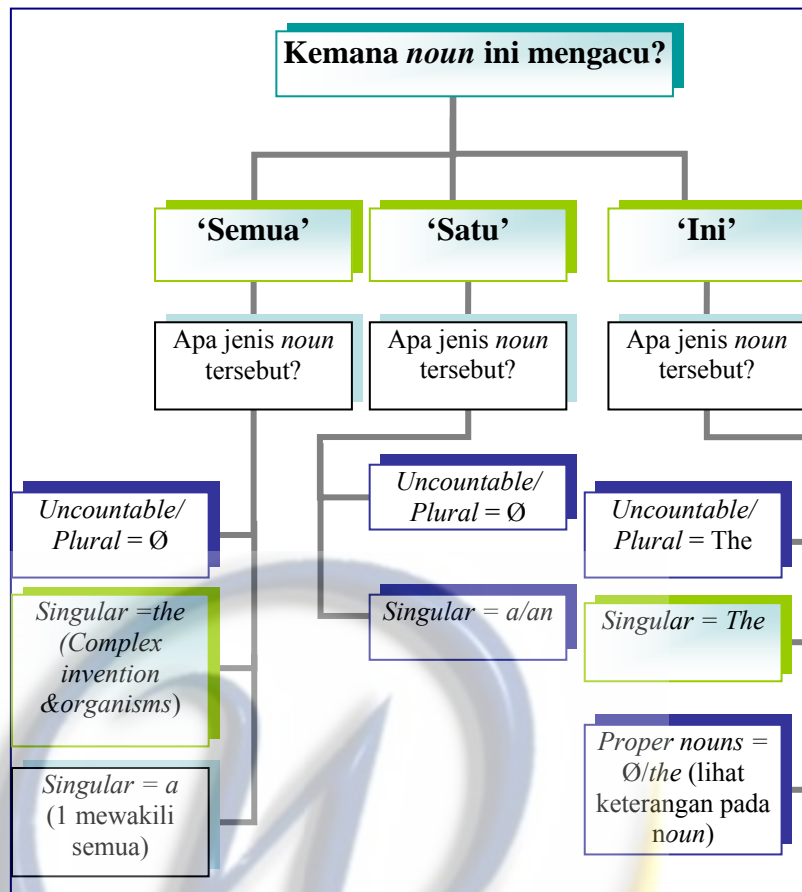 Kemana noun ini mengacu?
‘Semua’
‘Satu’
‘Ini’
Apa jenis noun
tersebut?
Apa jenis noun
tersebut?
Apa jenis noun
tersebut?
Uncountable/
Plural = Ø
Singular =the
(Complex
invention
&organisms)
Singular = a
(1 mewakili
semua)
Uncountable/
Plural = Ø
Singular = a/an
Uncountable/
Plural = The
Singular = The
Proper nouns =
Ø/the (lihat
keterangan pada
noun)